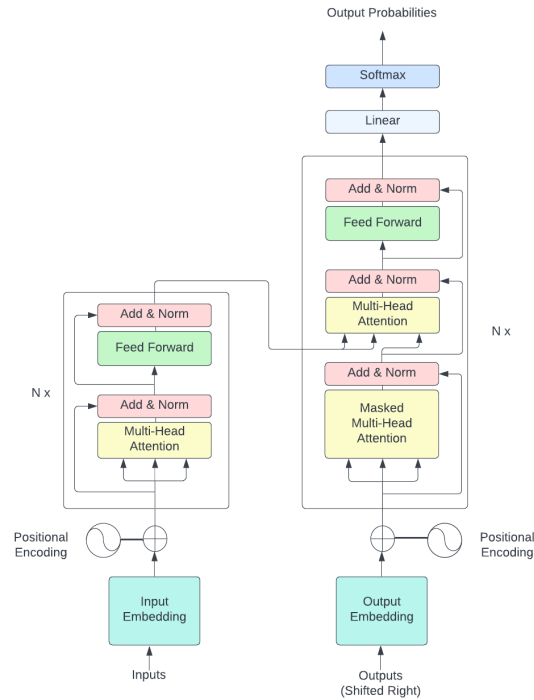 Output Probabilities
Softmax
Linear
Add & Norm
Feed Forward
Add & Norm
Multi-Head
Attention
N x
Add & Norm
Masked
Multi-Head
Attention
Add & Norm
Feed Forward
N x
Add & Norm
Multi-Head
Attention
Positional
Encoding
Positional
Encoding
Input
Embedding
Output
Embedding
Inputs
Outputs
(Shifted Right)